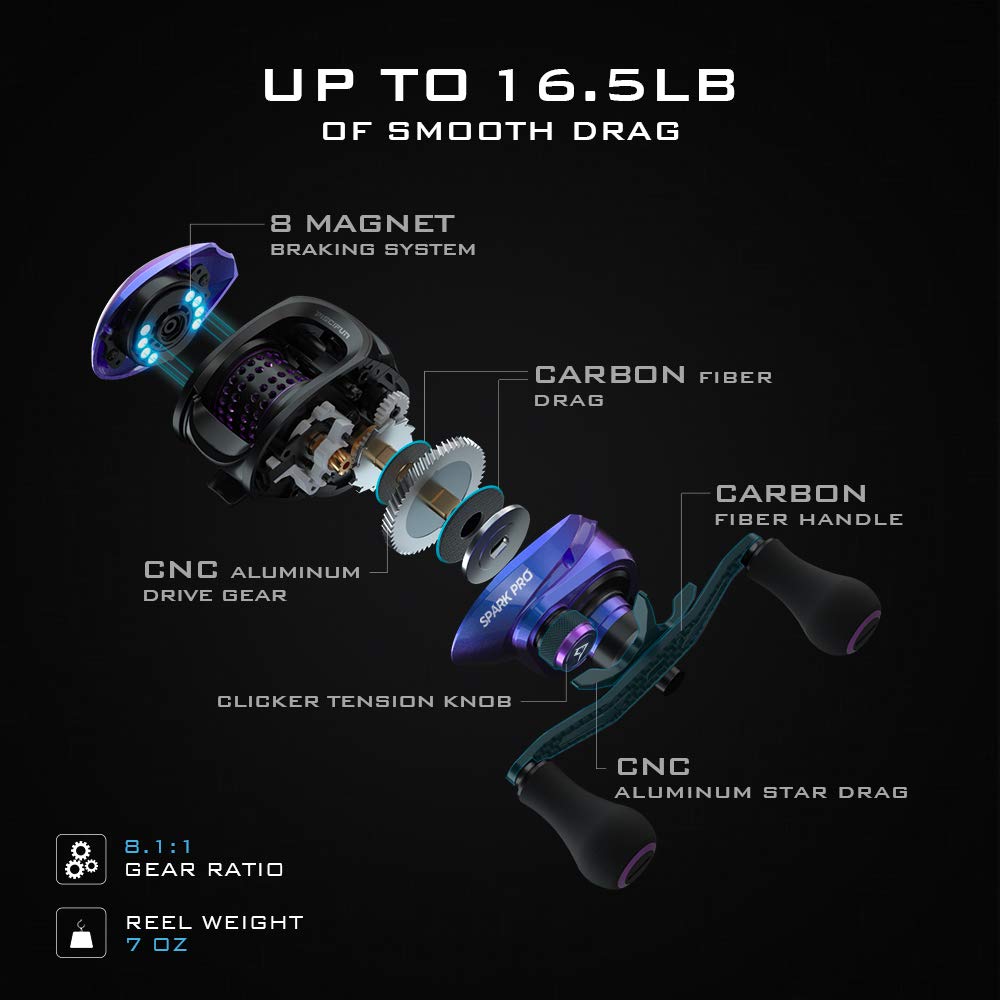 UP TO 16.5LB
OF SMOOTH DRAG
8 MAGNET
BRAKING SYSTEM
PISCIFUN
CARBON FIBER
DRAG
CARBON
FIBER HANDLE
CNC ALUMINUM
DRIVE GEAR
SPARK PRO
CLICKER TENSION KNOB
CNC
ALUMINUM STAR DRAG
8.1:1
GEAR RATIO
REEL WEIGHT
7 OZ